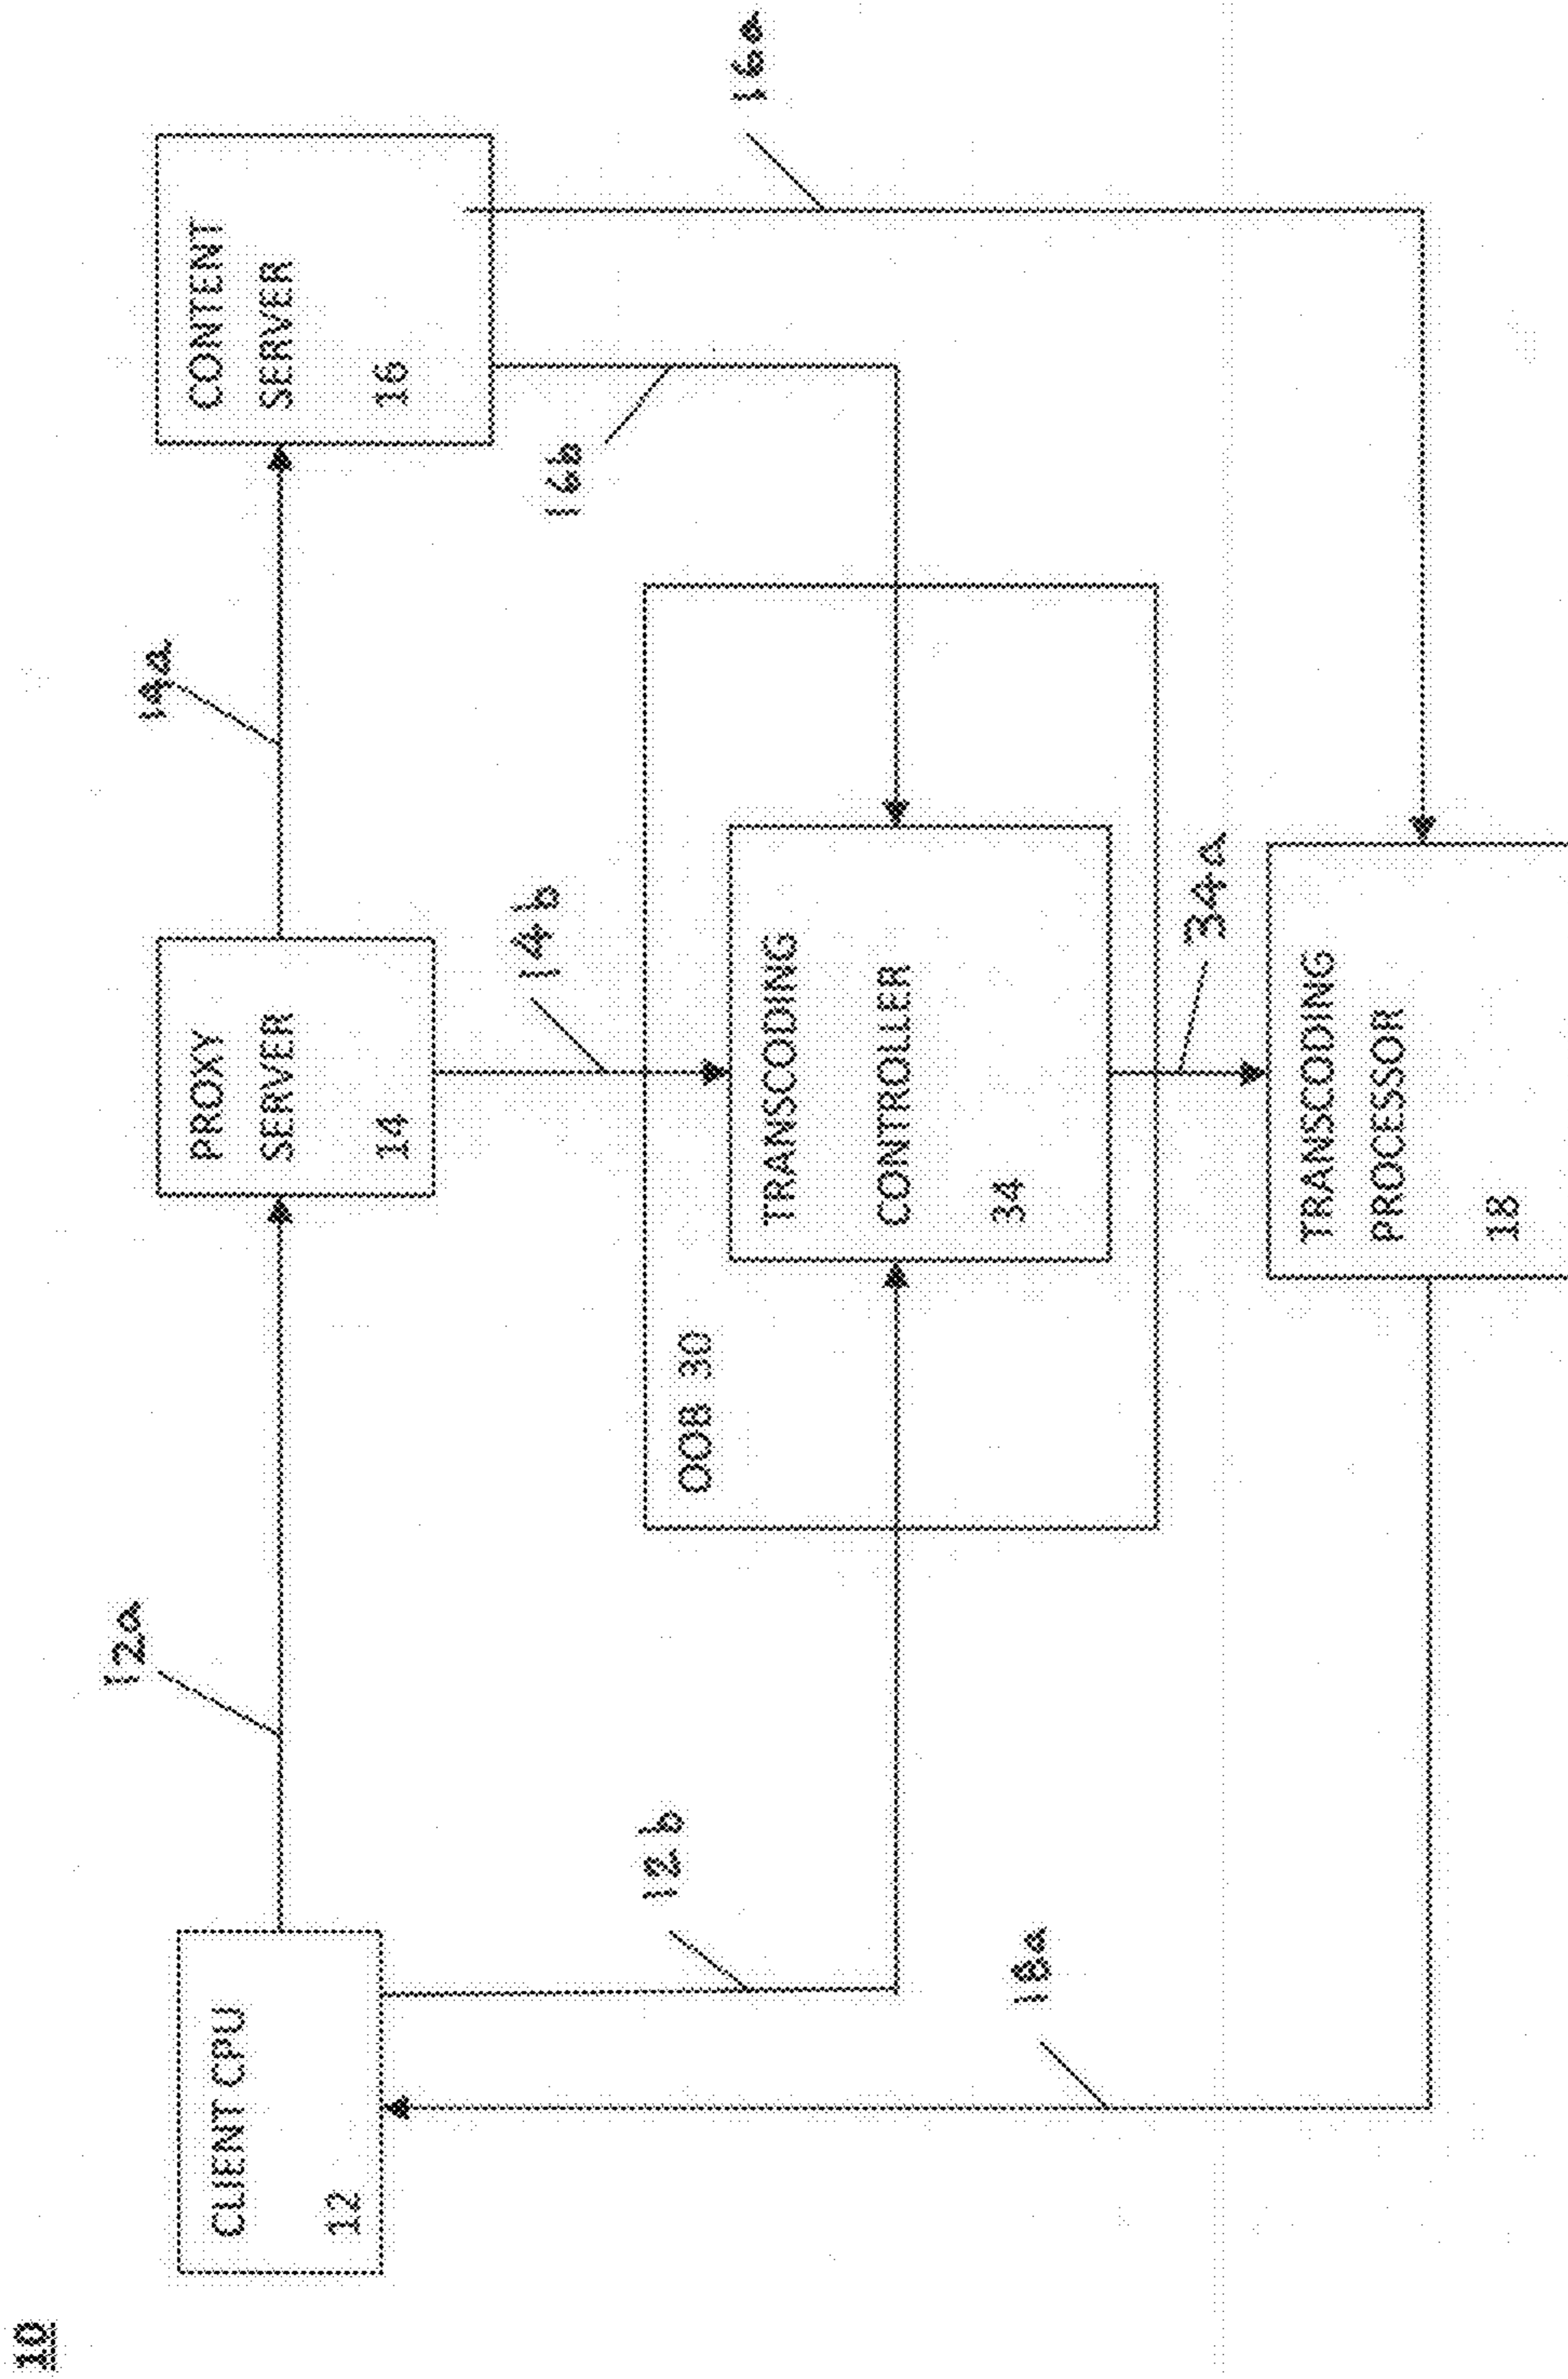 10
12a
14a
CLIENT CPU
12
PROXY
SERVER
14
CONTENT
SERVER
16
12b
14b
16b
16a
OOB 30
TRANSCODING
CONTROLLER
34
18a
34a
TRANSCODING
PROCESSOR
18